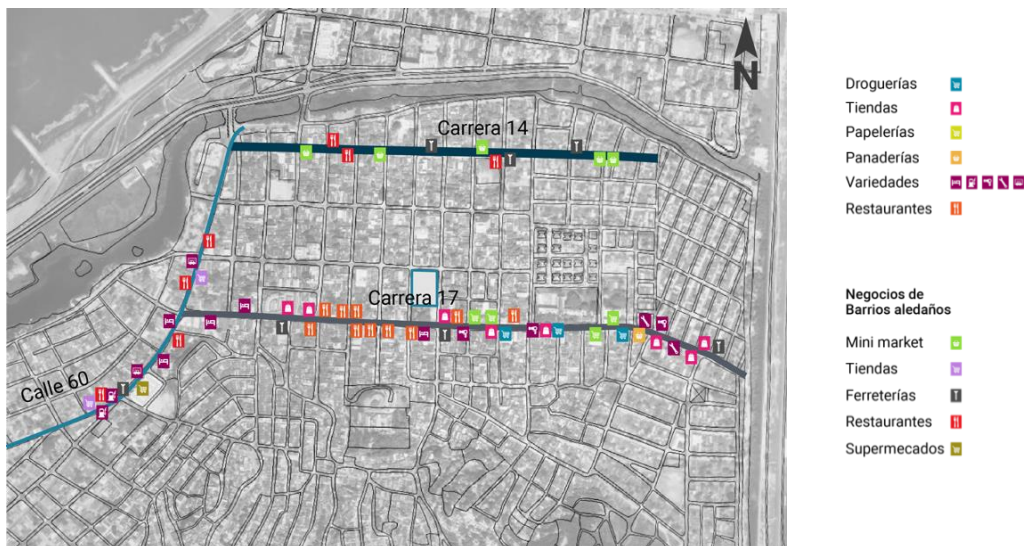 Carrera 14
N
Carrera 17
Calle 60
Droguerías
Tiendas
Papelerías
Panaderías
Variedades
Restaurantes
Negocios de
Barrios aledaños
Mini market
Tiendas
Ferreterías
Restaurantes
Supermecados